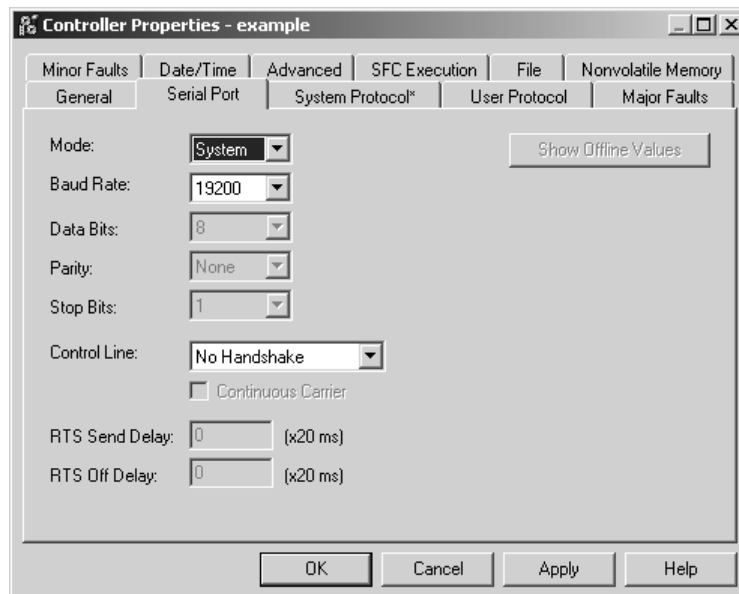 Controller Properties - example
Minor Faults Date/Time Advanced SFC Execution File Nonvolatile Memory
General Serial Port System Protocol* User Protocol Major Faults
Mode: System Show Offline Values
Baud Rate: 19200
Data Bits: 8
Parity: None
Stop Bits: 1
Control Line: No Handshake
Continuous Carrier
RTS Send Delay: 0 (x20 ms)
RTS Off Delay: 0 (x20 ms)
OK Cancel Apply Help